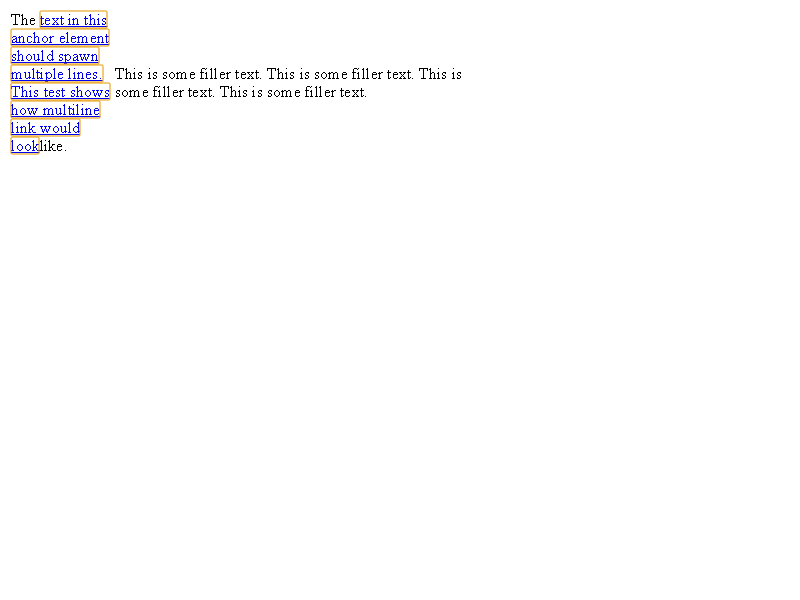 The text in this
anchor element
should spawn
multiple lines.
This test shows
how multiline
link would
looklike.
This is some filler text. This is some filler text. This is
some filler text. This is some filler text.